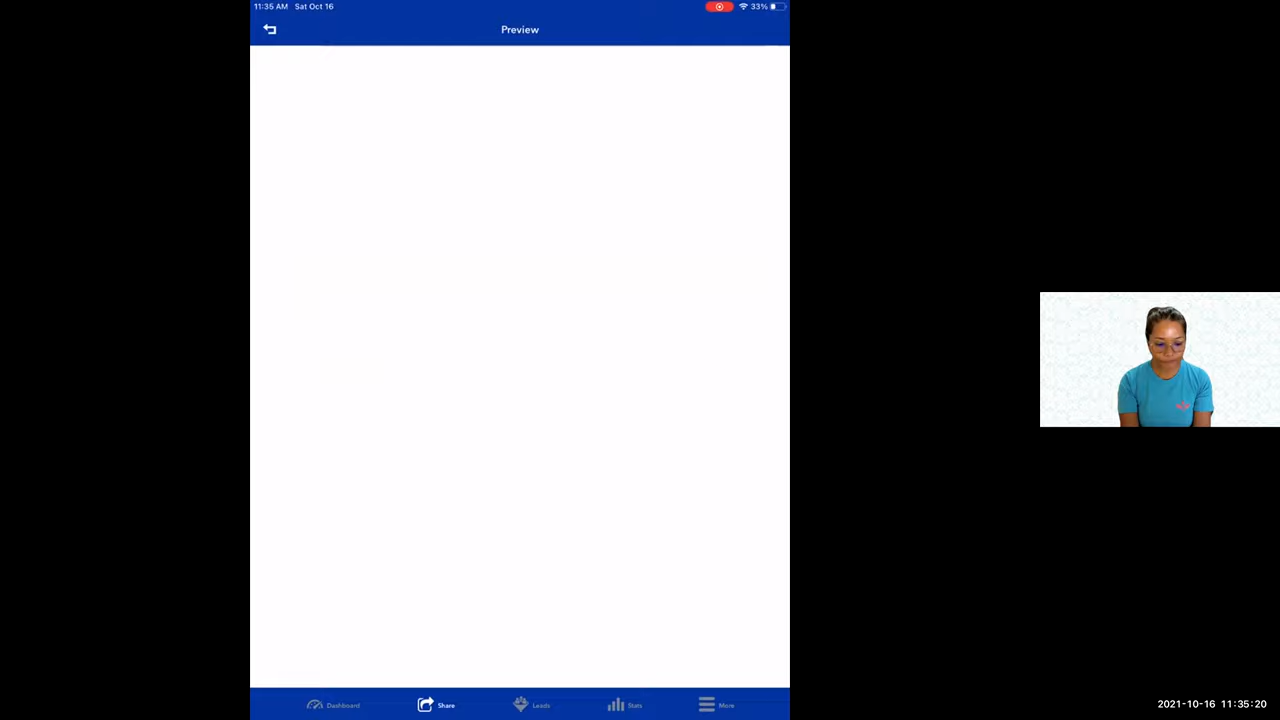 11:35 AM Sat Oct 16
33%
Preview
Dashboard
Share
Leads
Stats
More
2021-10-16 11:35:20